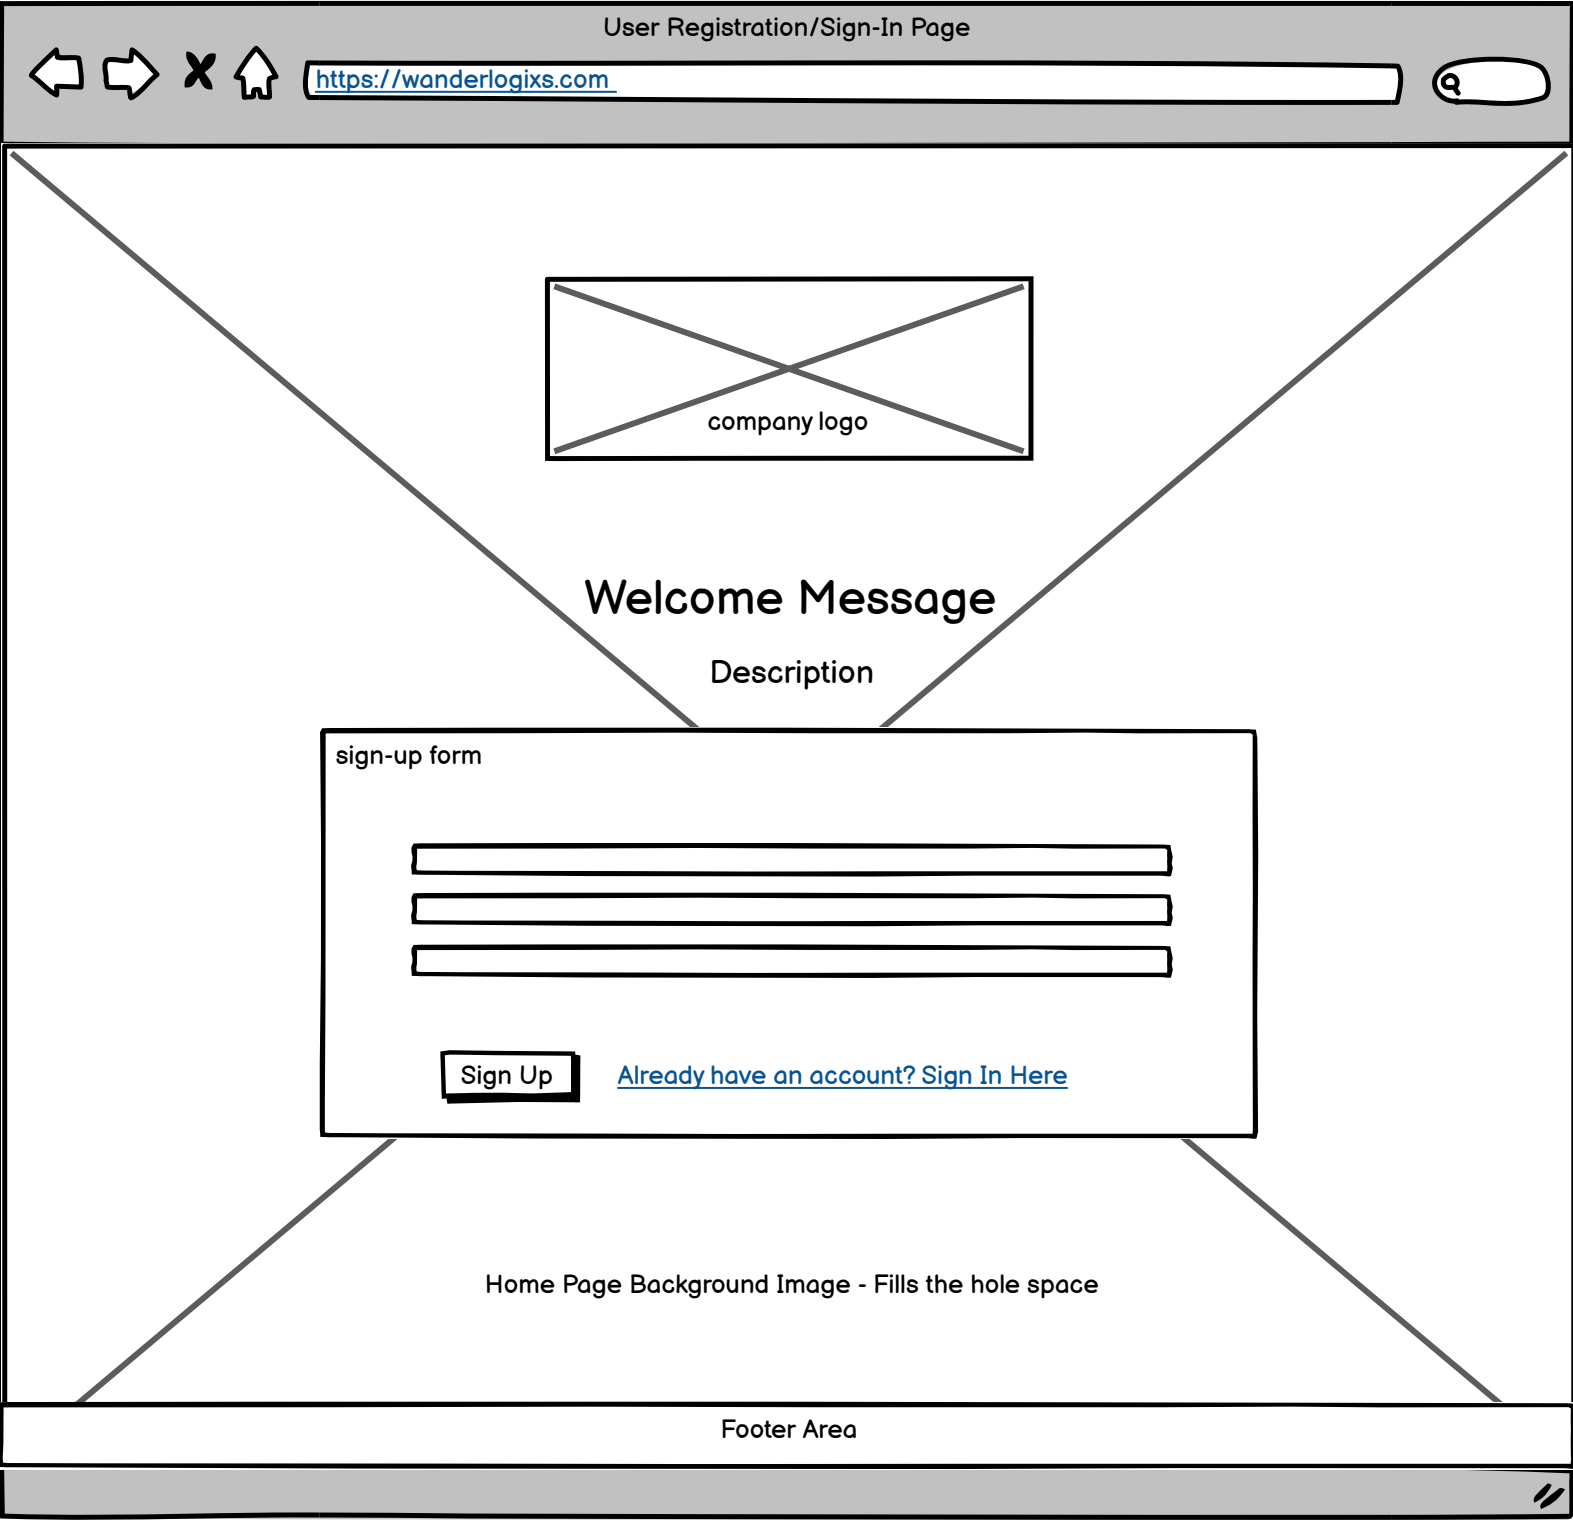 User Registration/Sign-In Page
https://wanderlogixs.com
company logo
Welcome Message
Description
sign-up form
Sign Up
Already have an account? Sign In Here
Home Page Background Image - Fills the hole space
Footer Area